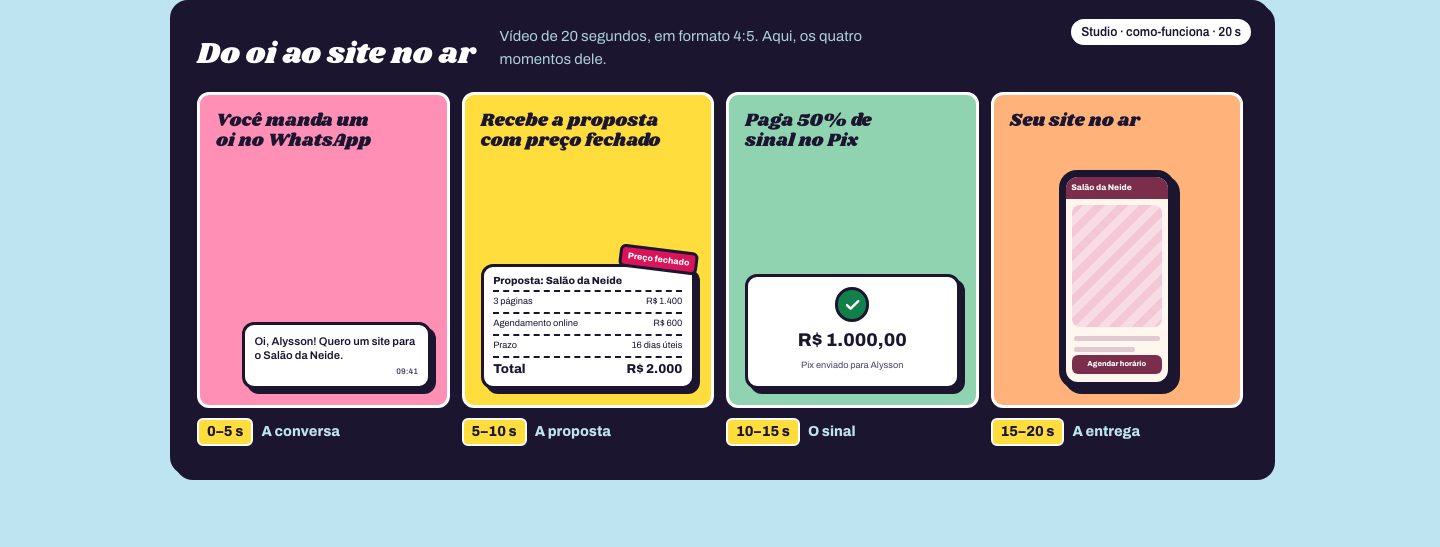 Do oi ao site no ar
Vídeo de 20 segundos, em formato 4:5. Aqui, os quatro
momentos dele.
Studio · como-funciona · 20 s
Você manda um
oi no WhatsApp
Oi, Alysson! Quero um site para
o Salão da Neide.
09:41
0–5 s A conversa
Recebe a proposta
com preço fechado
Preço fechado
Proposta: Salão da Neide
3 páginas R$ 1.400
Agendamento online R$ 600
Prazo 16 dias úteis
Total R$ 2.000
5–10 s A proposta
Paga 50% de
sinal no Pix
R$ 1.000,00
Pix enviado para Alysson
10–15 s O sinal
Seu site no ar
Salão da Neide
Agendar horário
15–20 s A entrega